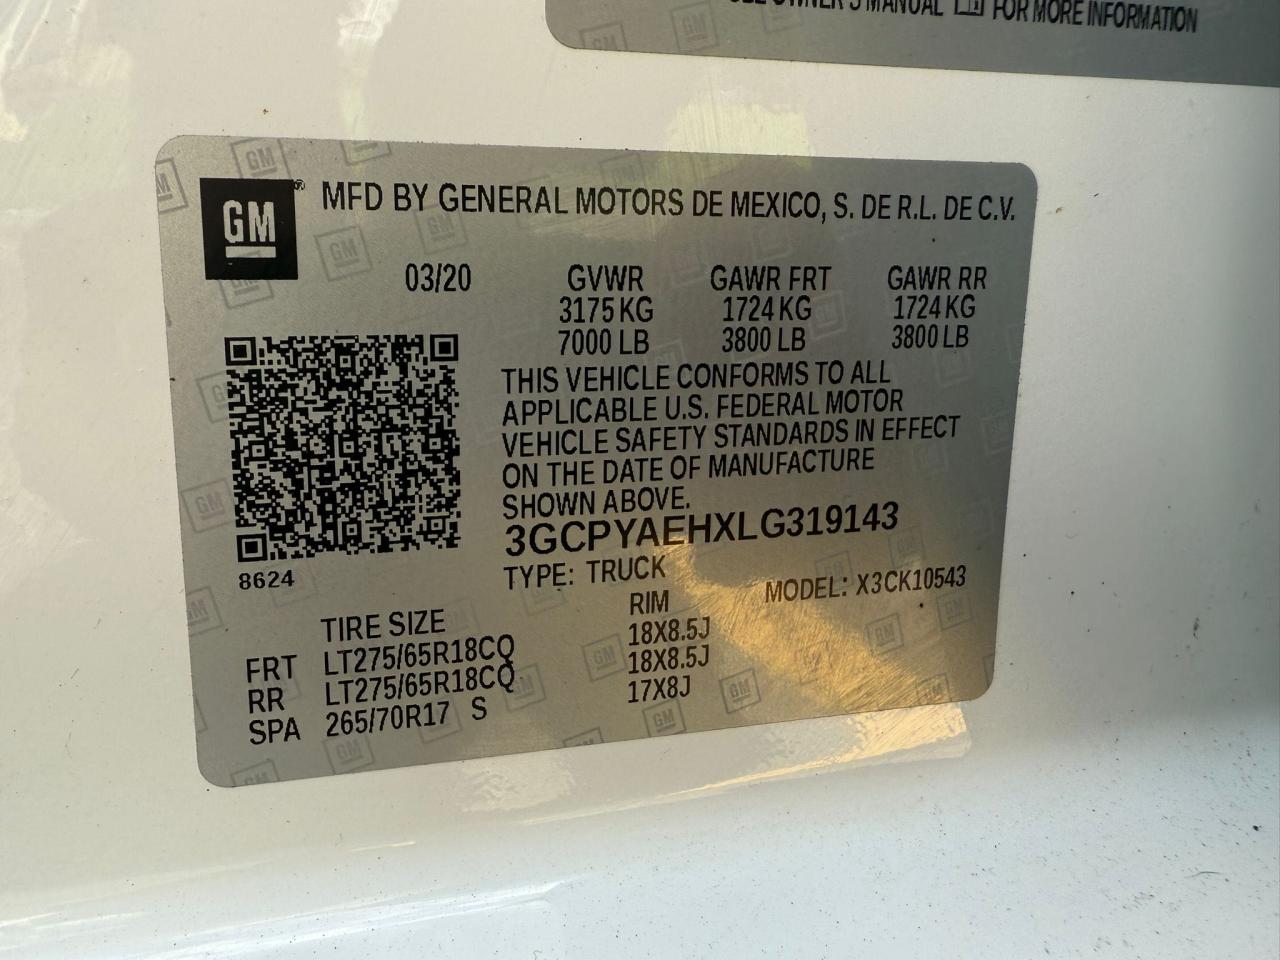 OWNER'S MANUAL FOR MORE INFORMATION
GM ® MFD BY GENERAL MOTORS DE MEXICO, S. DE R.L. DE C.V.
03/20 GVWR GAWR FRT GAWR RR
3175 KG 1724 KG 1724 KG
7000 LB 3800 LB 3800 LB
THIS VEHICLE CONFORMS TO ALL
APPLICABLE U.S. FEDERAL MOTOR
VEHICLE SAFETY STANDARDS IN EFFECT
ON THE DATE OF MANUFACTURE
SHOWN ABOVE.
3GCPYAEHXLG319143
8624
TYPE: TRUCK MODEL: X3CK10543
TIRE SIZE RIM
FRT LT275/65R18CQ 18X8.5J
RR LT275/65R18CQ 18X8.5J
SPA 265/70R17 S 17X8J